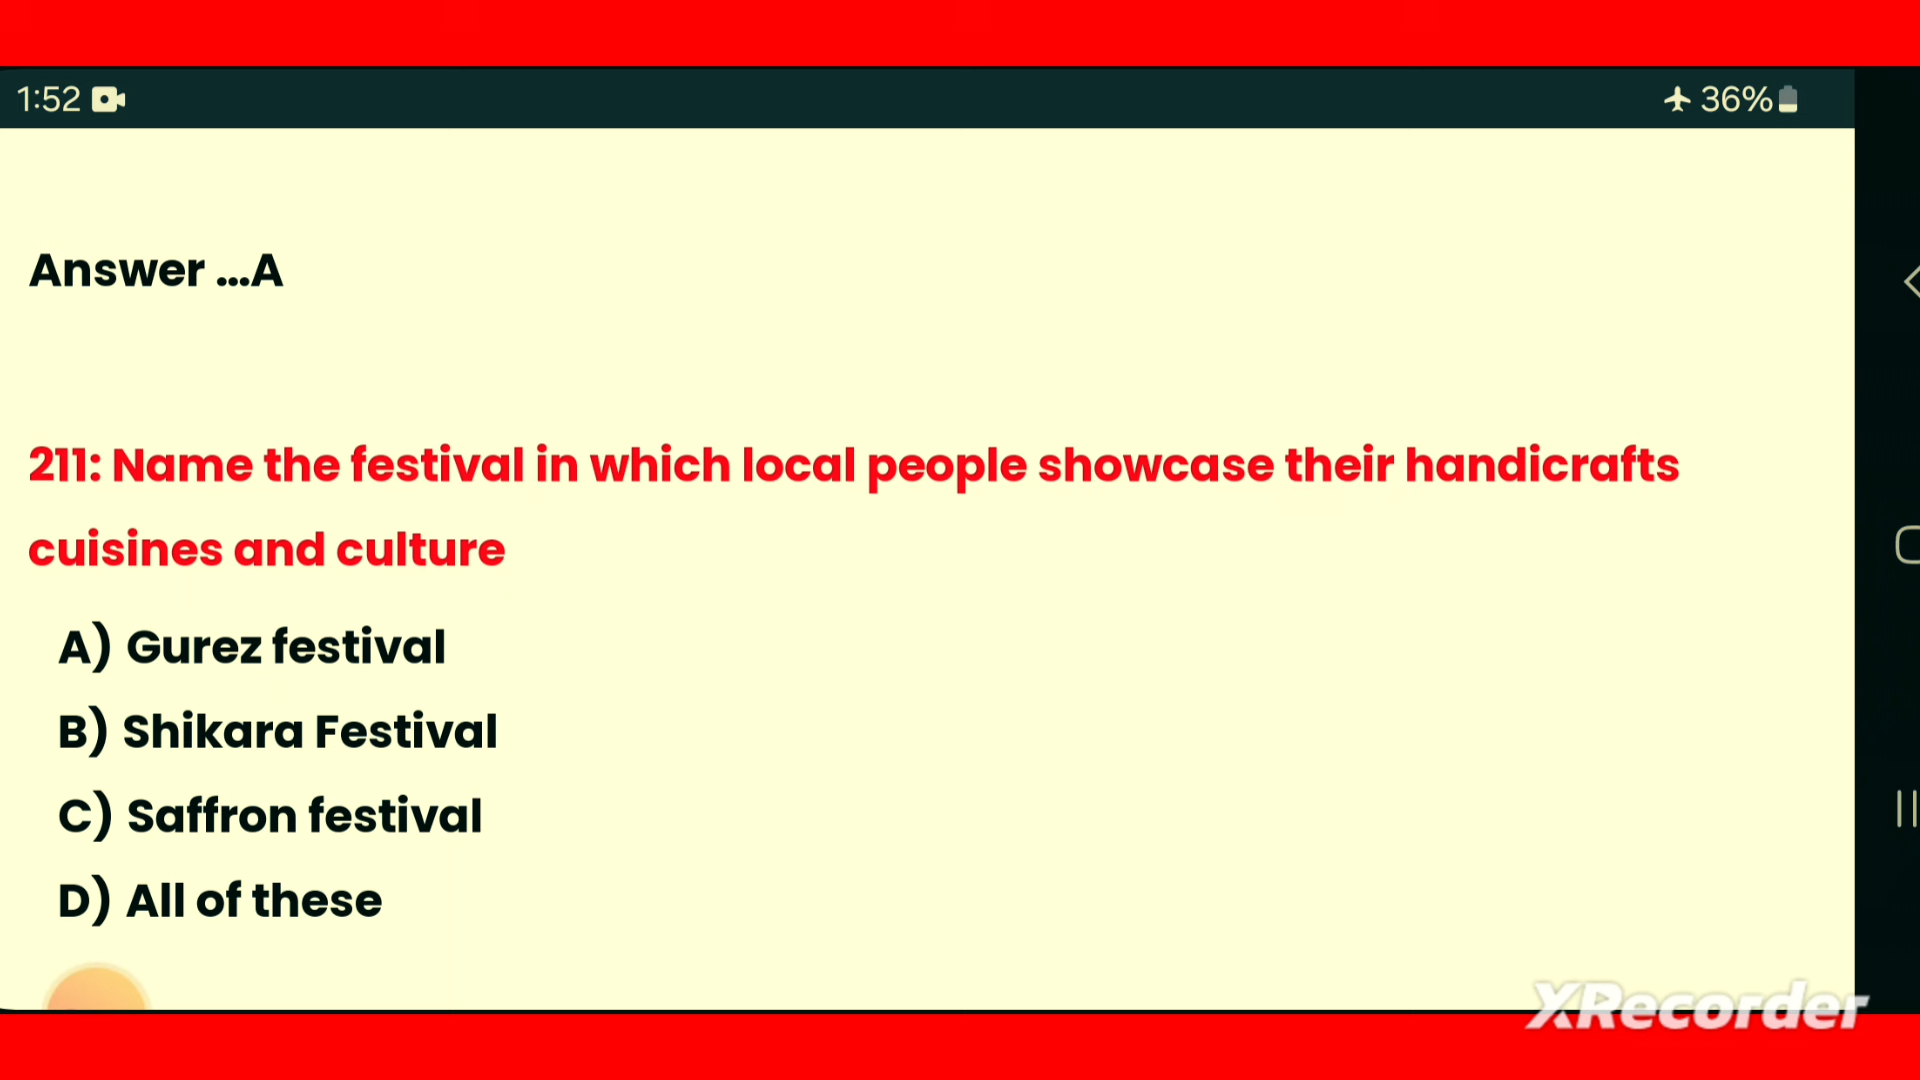 1:52
36%
Answer ...A
211: Name the festival in which local people showcase their handicrafts
cuisines and culture
A) Gurez festival
B) Shikara Festival
C) Saffron festival
D) All of these
XRecorder